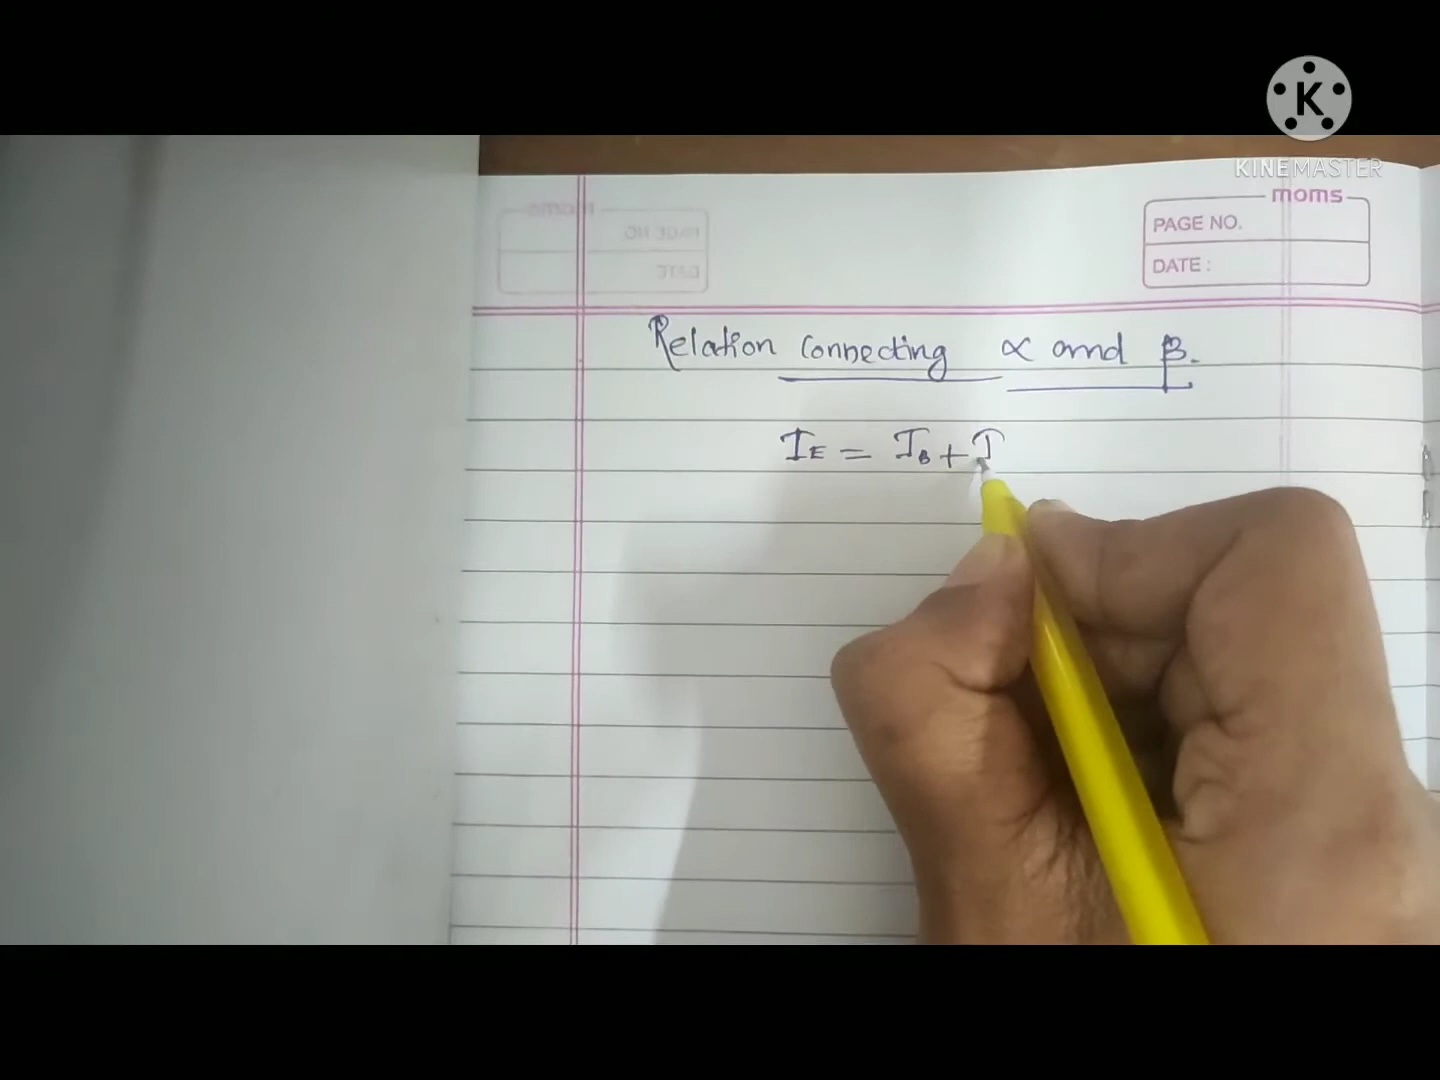 KINEMASTER
moms
PAGE NO.
DATE :
Relation connecting ∝ and β.
I_E = I_B + I